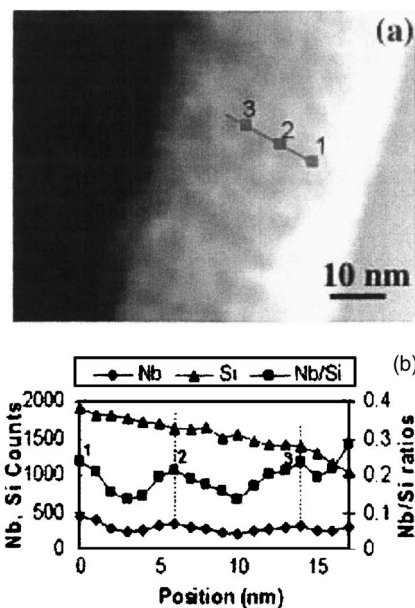 (a)
3
2
1
10 nm
(b)
Nb Si Nb/Si
2000 0.4
1500 0.3
1000 0.2
500 0.1
0 0
1 2 3
0 5 10 15
Nb, Si Counts
Nb/Si ratios
Position (nm)